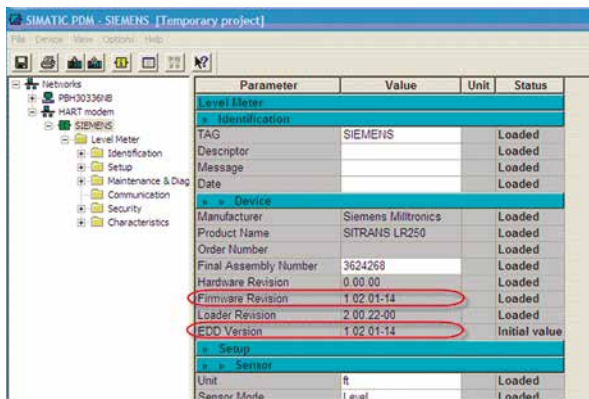 SIMATIC PDM - SIEMENS [Temporary project]
File Device View Options Help
Networks
PBH30336NB
HART modem
SIEMENS
Level Meter
Identification
Setup
Maintenance & Diag
Communication
Security
Characteristics
Parameter Value Unit Status
Level Meter
» Identification
TAG SIEMENS Loaded
Descriptor Loaded
Message Loaded
Date Loaded
» » Device
Manufacturer Siemens Milltronics Loaded
Product Name SITRANS LR250 Loaded
Order Number Loaded
Final Assembly Number 3624268 Loaded
Hardware Revision 0.00.00 Loaded
Firmware Revision 1.02.01-14 Loaded
Loader Revision 2.00.22-00 Loaded
EDD Version 1.02.01-14 Initial value
» Setup
» » Sensor
Unit ft Loaded
Sensor Mode Level Loaded